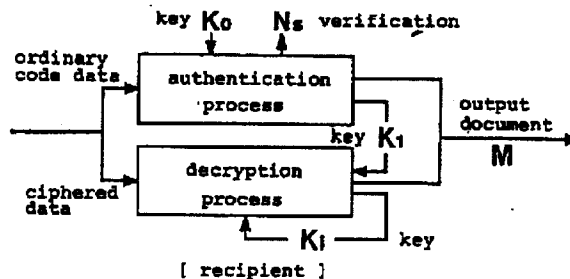 key K0 Ns verification
ordinary
code data
authentication
process
key K1
output
document
M
decryption
process
ciphered
data
Ki key
[ recipient ]